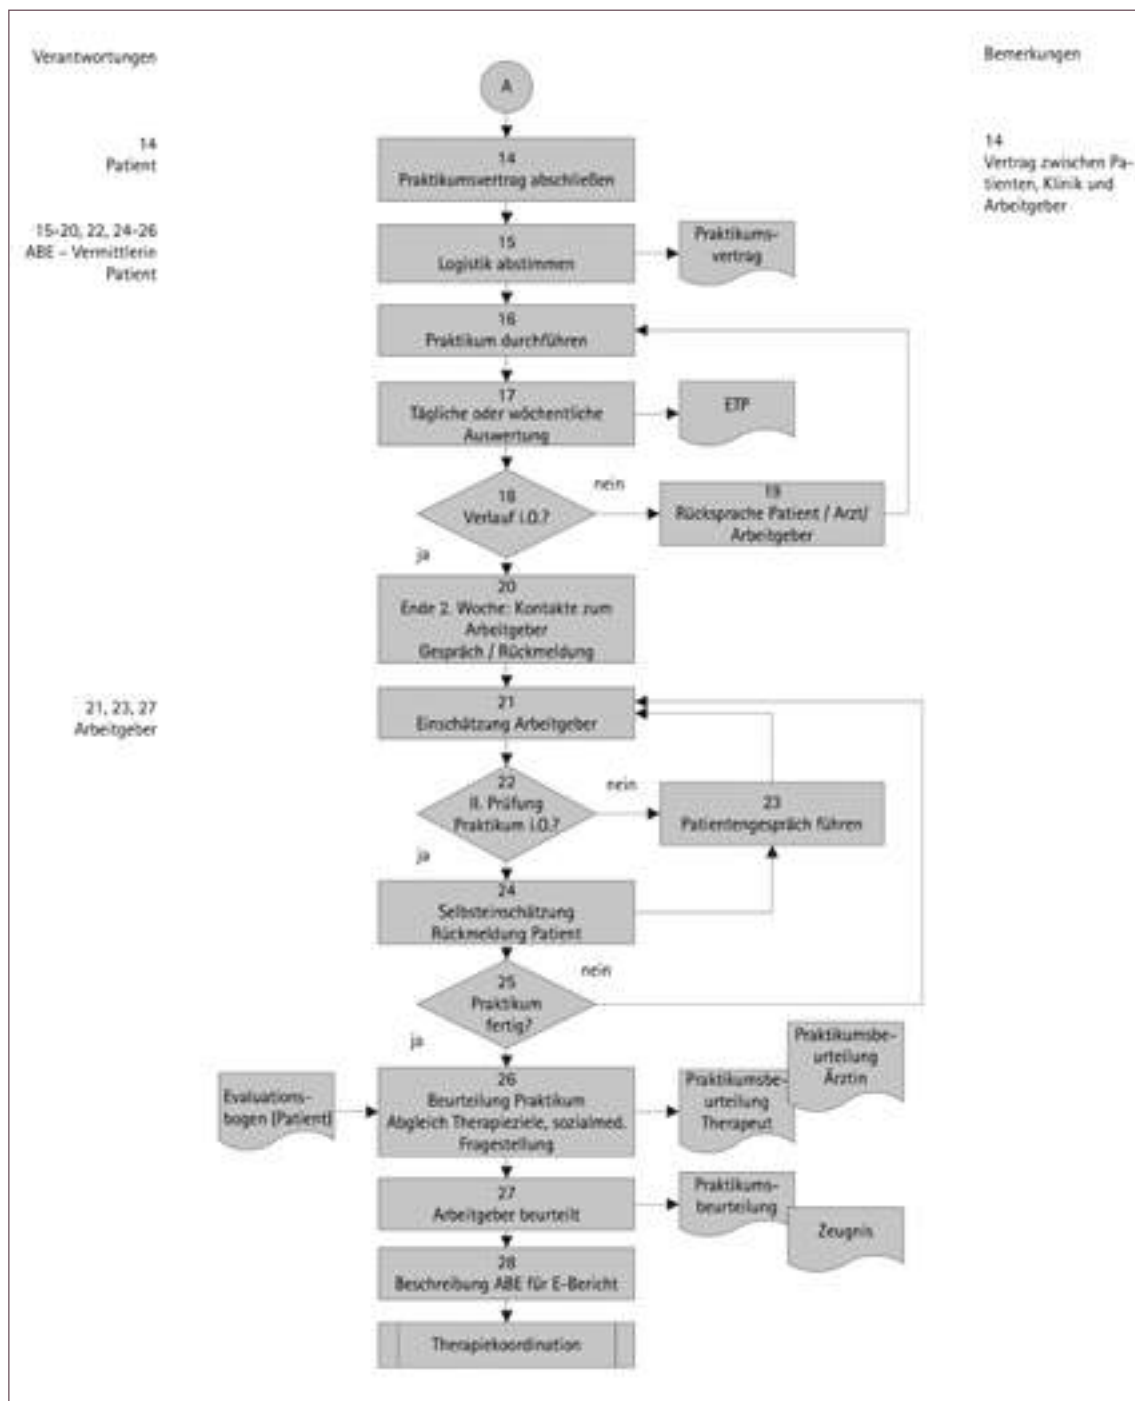 Verantwortungen
Bemerkungen
A
14
Patient
14
Praktikumsvertrag abschließen
14
Vertrag zwischen Pa-
tienten, Klinik und
Arbeitgeber
15-20, 22, 24-26
ABE – Vermittlerin
Patient
15
Logistik abstimmen
Praktikums-
vertrag
16
Praktikum durchführen
17
Tägliche oder wöchentliche
Auswertung
ETP
18
Verlauf i.O.?
nein
19
Rücksprache Patient / Arzt/
Arbeitgeber
ja
20
Ende 2. Woche: Kontakte zum
Arbeitgeber
Gespräch / Rückmeldung
21, 23, 27
Arbeitgeber
21
Einschätzung Arbeitgeber
22
II. Prüfung
Praktikum i.O.?
nein
23
Patientengespräch führen
ja
24
Selbsteinschätzung
Rückmeldung Patient
25
Praktikum
fertig?
nein
ja
Evaluations-
bogen (Patient)
26
Beurteilung Praktikum
Abgleich Therapieziele, sozialmed.
Fragestellung
Praktikumsbe-
urteilung
Therapeut
Praktikumsbe-
urteilung
Ärztin
27
Arbeitgeber beurteilt
Praktikums-
beurteilung
Zeugnis
28
Beschreibung ABE für E-Bericht
Therapiekoordination